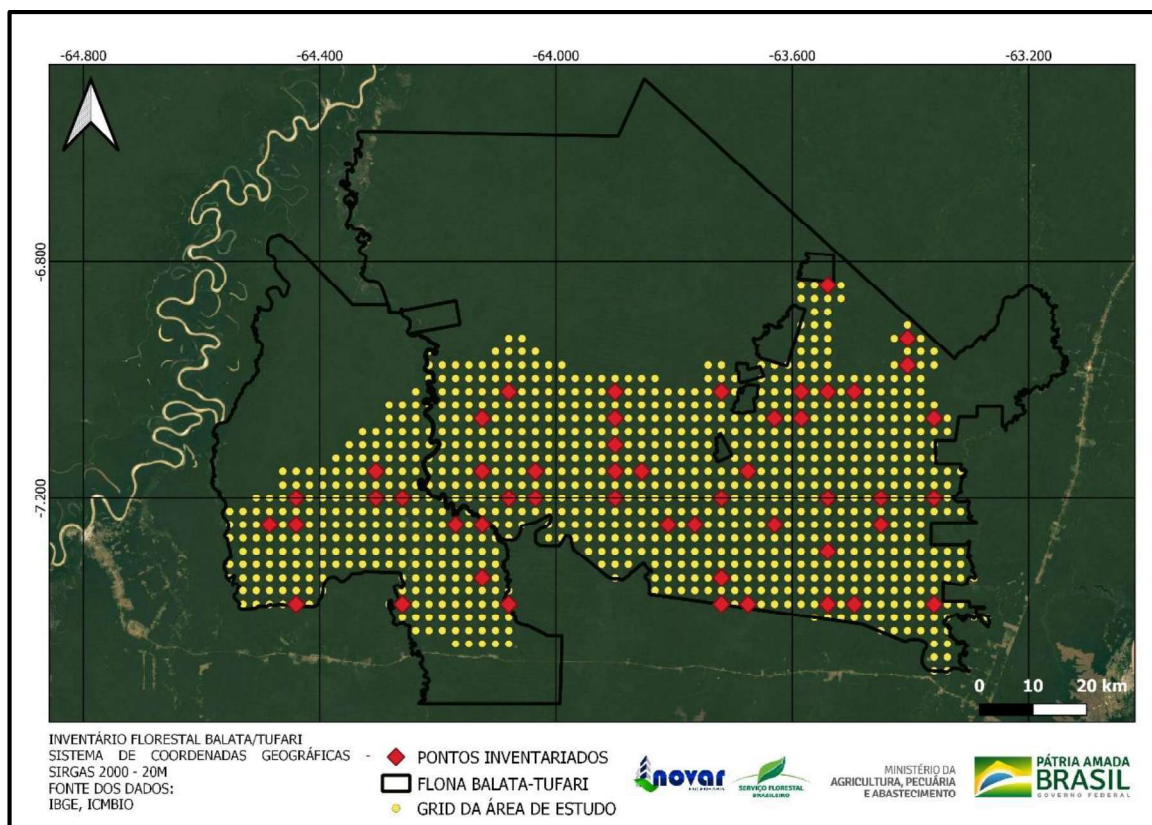 -64.800 -64.400 -64.000 -63.600 -63.200
-6.800
-7.200
0 10 20 km
INVENTÁRIO FLORESTAL BALATA/TUFARI
SISTEMA DE COORDENADAS GEOGRÁFICAS -
SIRGAS 2000 - 20M
FONTE DOS DADOS:
IBGE, ICMBIO
PONTOS INVENTARIADOS
FLONA BALATA-TUFARI
GRID DA ÁREA DE ESTUDO
Inovar
ENGENHARIA
SERVIÇO FLORESTAL
BRASILEIRO
MINISTÉRIO DA
AGRICULTURA, PECUÁRIA
E ABASTECIMENTO
PÁTRIA AMADA
BRASIL
GOVERNO FEDERAL